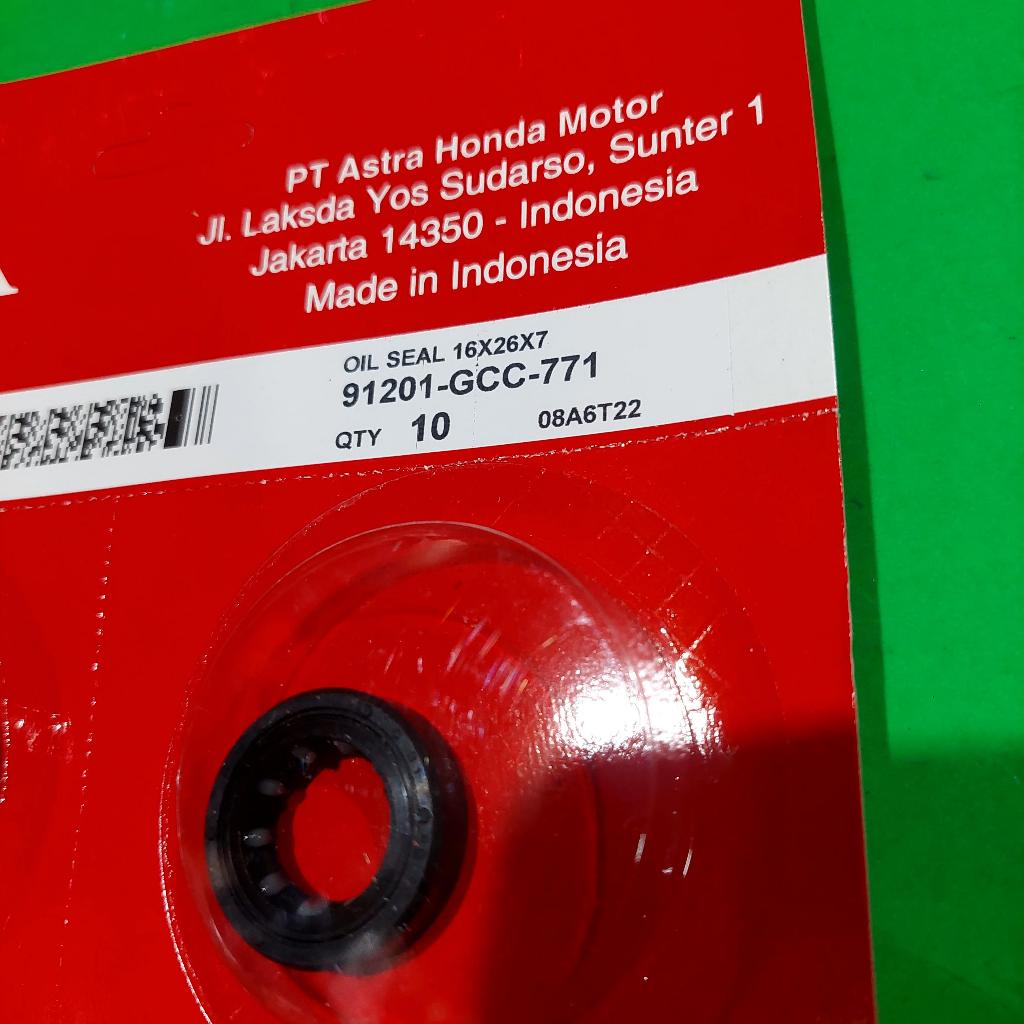 PT Astra Honda Motor
Jl. Laksda Yos Sudarso, Sunter 1
Jakarta 14350 - Indonesia
Made in Indonesia
OIL SEAL 16X26X7
91201-GCC-771
QTY 10 08A6T22